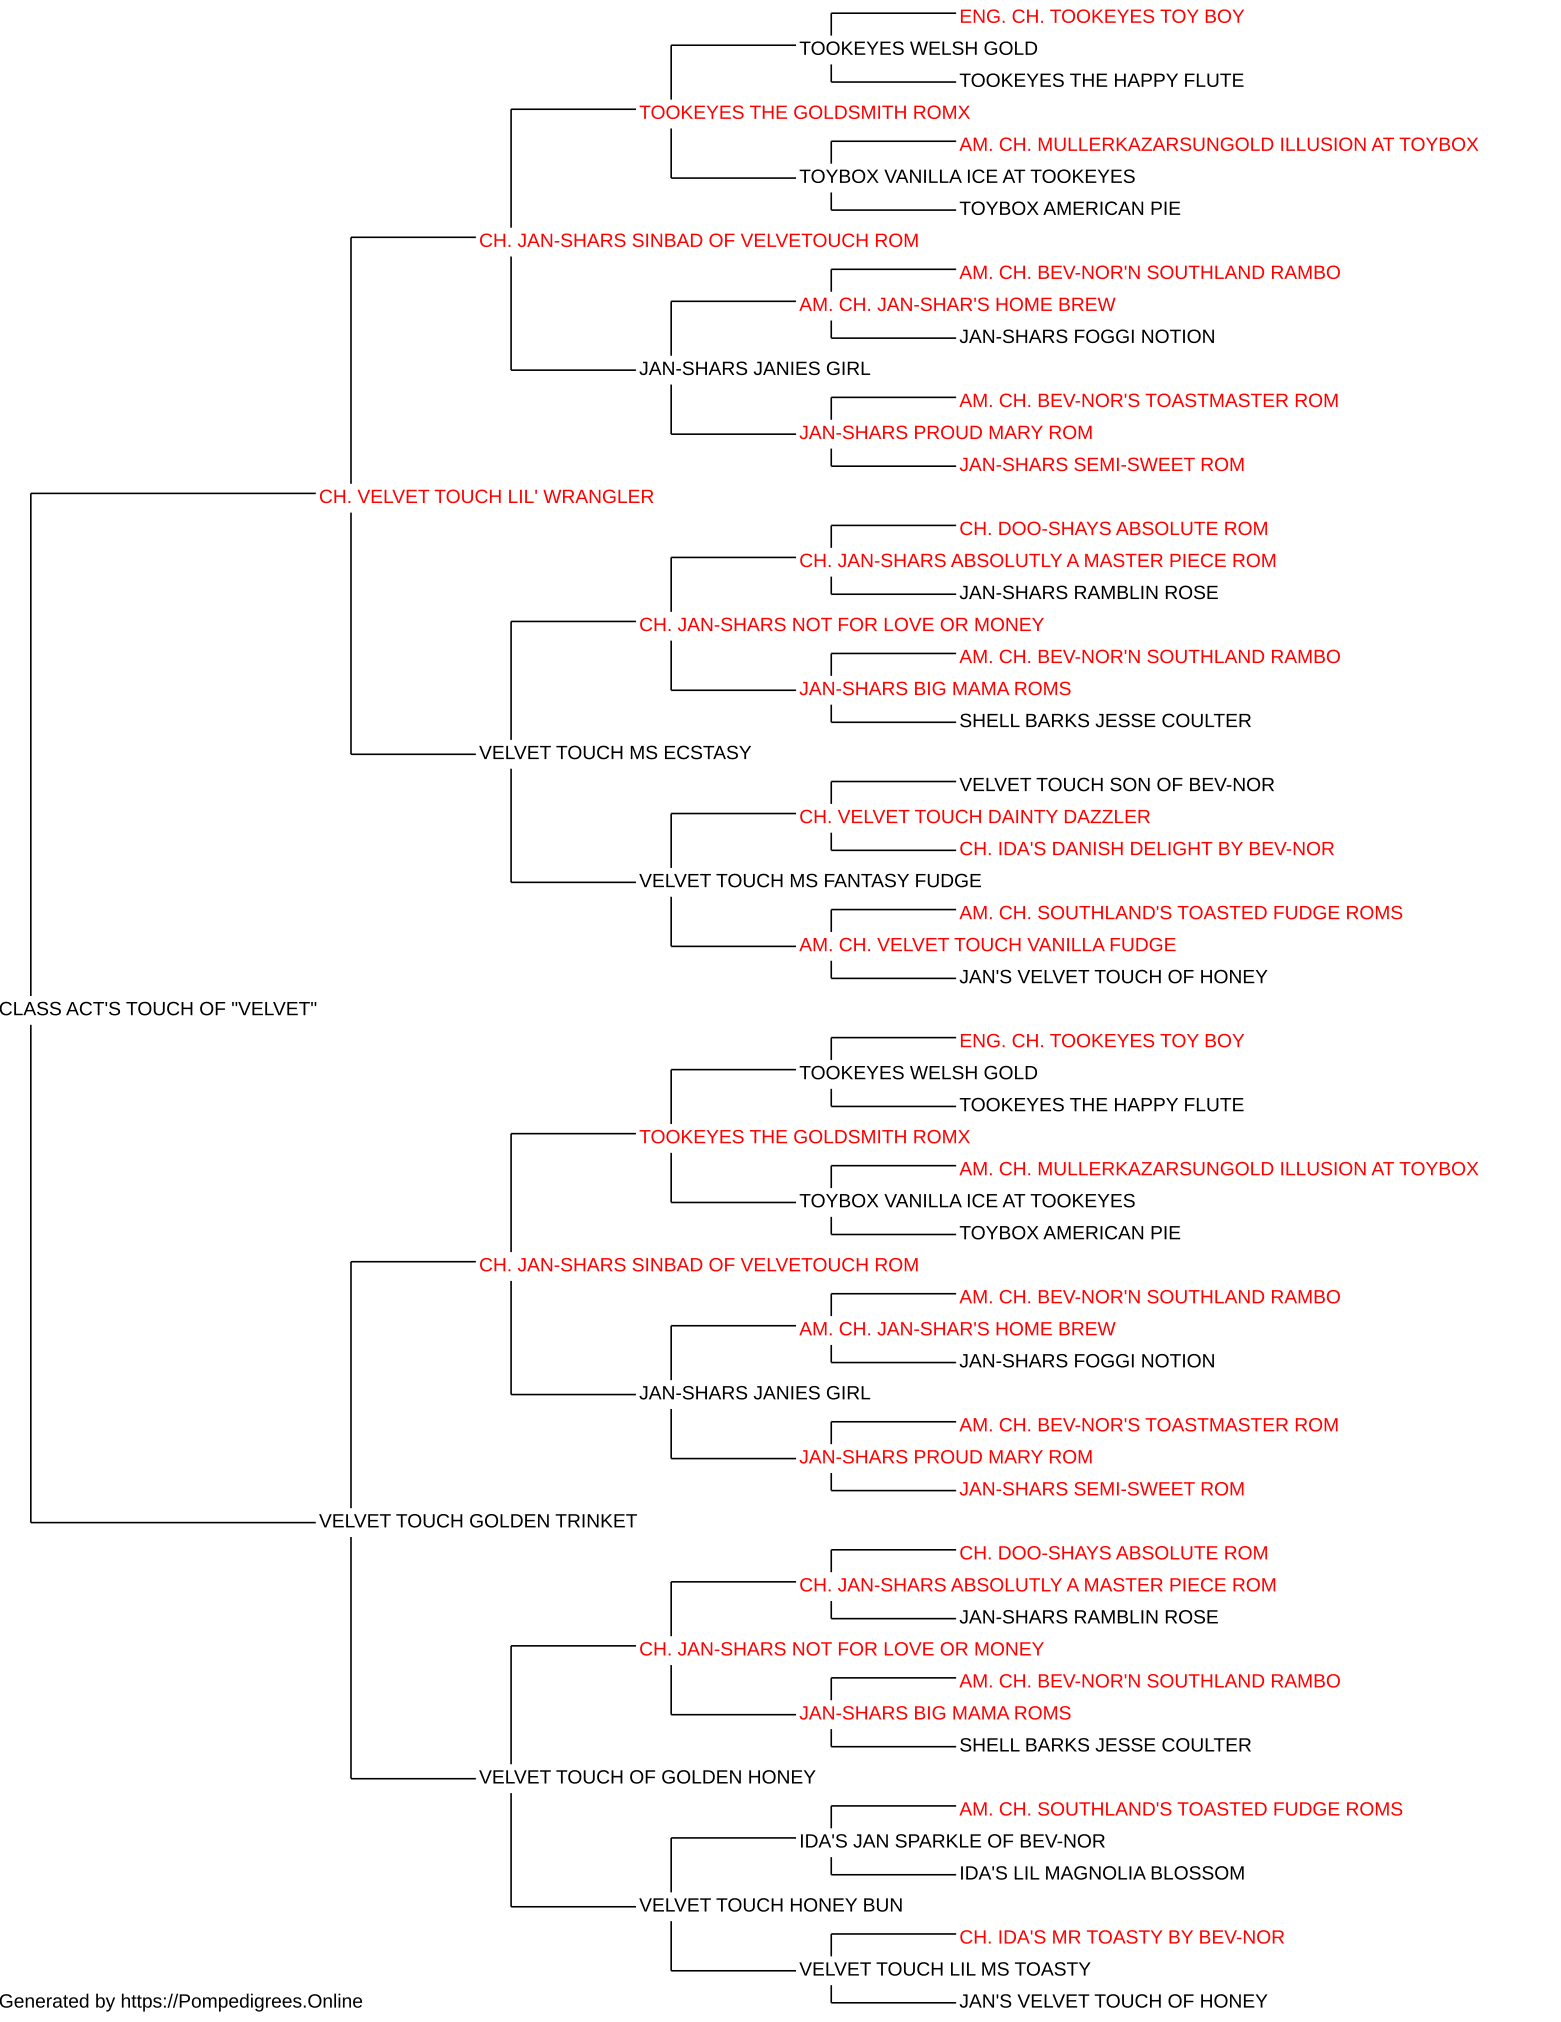 ENG. CH. TOOKEYES TOY BOY
TOOKEYES WELSH GOLD
TOOKEYES THE HAPPY FLUTE
TOOKEYES THE GOLDSMITH ROMX
AM. CH. MULLERKAZARSUNGOLD ILLUSION AT TOYBOX
TOYBOX VANILLA ICE AT TOOKEYES
TOYBOX AMERICAN PIE
CH. JAN-SHARS SINBAD OF VELVETOUCH ROM
AM. CH. BEV-NOR'N SOUTHLAND RAMBO
AM. CH. JAN-SHAR'S HOME BREW
JAN-SHARS FOGGI NOTION
JAN-SHARS JANIES GIRL
AM. CH. BEV-NOR'S TOASTMASTER ROM
JAN-SHARS PROUD MARY ROM
JAN-SHARS SEMI-SWEET ROM
CH. VELVET TOUCH LIL' WRANGLER
CH. DOO-SHAYS ABSOLUTE ROM
CH. JAN-SHARS ABSOLUTLY A MASTER PIECE ROM
JAN-SHARS RAMBLIN ROSE
CH. JAN-SHARS NOT FOR LOVE OR MONEY
AM. CH. BEV-NOR'N SOUTHLAND RAMBO
JAN-SHARS BIG MAMA ROMS
SHELL BARKS JESSE COULTER
VELVET TOUCH MS ECSTASY
VELVET TOUCH SON OF BEV-NOR
CH. VELVET TOUCH DAINTY DAZZLER
CH. IDA'S DANISH DELIGHT BY BEV-NOR
VELVET TOUCH MS FANTASY FUDGE
AM. CH. SOUTHLAND'S TOASTED FUDGE ROMS
AM. CH. VELVET TOUCH VANILLA FUDGE
JAN'S VELVET TOUCH OF HONEY
CLASS ACT'S TOUCH OF "VELVET"
ENG. CH. TOOKEYES TOY BOY
TOOKEYES WELSH GOLD
TOOKEYES THE HAPPY FLUTE
TOOKEYES THE GOLDSMITH ROMX
AM. CH. MULLERKAZARSUNGOLD ILLUSION AT TOYBOX
TOYBOX VANILLA ICE AT TOOKEYES
TOYBOX AMERICAN PIE
CH. JAN-SHARS SINBAD OF VELVETOUCH ROM
AM. CH. BEV-NOR'N SOUTHLAND RAMBO
AM. CH. JAN-SHAR'S HOME BREW
JAN-SHARS FOGGI NOTION
JAN-SHARS JANIES GIRL
AM. CH. BEV-NOR'S TOASTMASTER ROM
JAN-SHARS PROUD MARY ROM
JAN-SHARS SEMI-SWEET ROM
VELVET TOUCH GOLDEN TRINKET
CH. DOO-SHAYS ABSOLUTE ROM
CH. JAN-SHARS ABSOLUTLY A MASTER PIECE ROM
JAN-SHARS RAMBLIN ROSE
CH. JAN-SHARS NOT FOR LOVE OR MONEY
AM. CH. BEV-NOR'N SOUTHLAND RAMBO
JAN-SHARS BIG MAMA ROMS
SHELL BARKS JESSE COULTER
VELVET TOUCH OF GOLDEN HONEY
AM. CH. SOUTHLAND'S TOASTED FUDGE ROMS
IDA'S JAN SPARKLE OF BEV-NOR
IDA'S LIL MAGNOLIA BLOSSOM
VELVET TOUCH HONEY BUN
CH. IDA'S MR TOASTY BY BEV-NOR
VELVET TOUCH LIL MS TOASTY
JAN'S VELVET TOUCH OF HONEY
Generated by https://Pompedigrees.Online